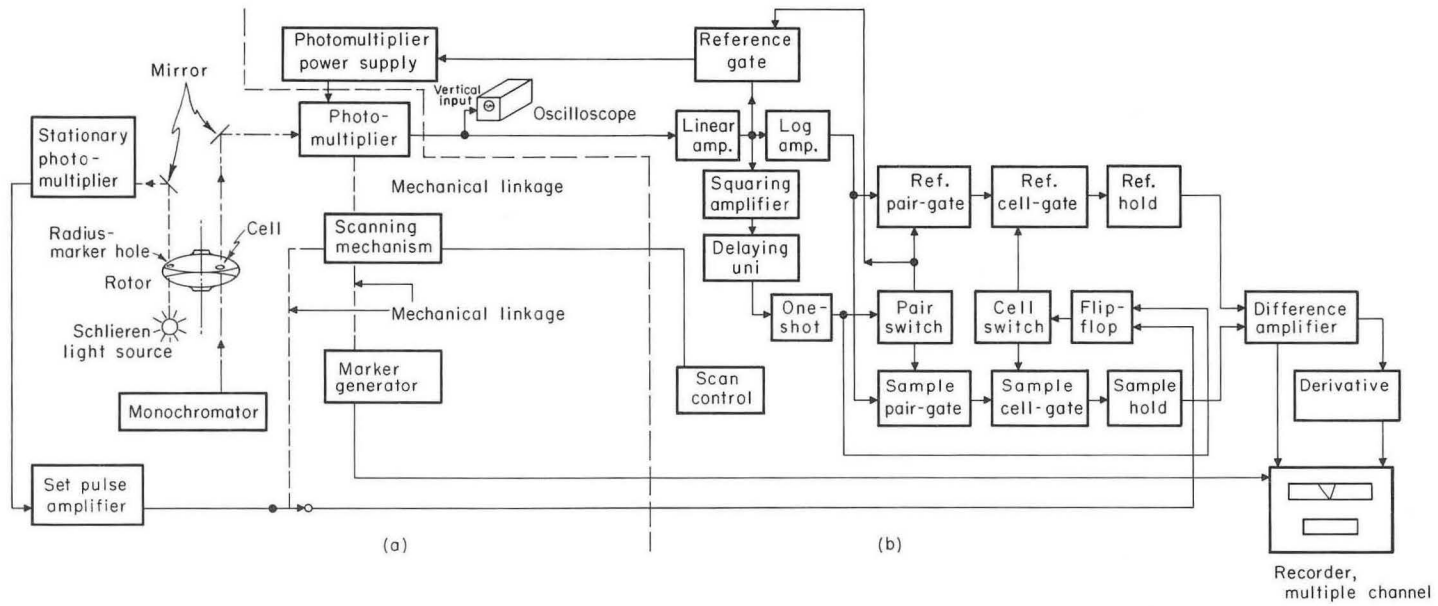 Photomultiplier
power supply
Reference
gate
Mirror
Vertical
input
Oscilloscope
Stationary
photo-
multiplier
Photo-
multiplier
Linear
amp.
Log
amp.
Mechanical linkage
Squaring
amplifier
Ref.
pair-gate
Ref.
cell-gate
Ref.
hold
Radius-
marker hole
Cell
Rotor
Scanning
mechanism
Delaying
uni
Schlieren
light source
Mechanical linkage
One-
shot
Pair
switch
Cell
switch
Flip-
flop
Difference
amplifier
Monochromator
Marker
generator
Scan
control
Sample
pair-gate
Sample
cell-gate
Sample
hold
Derivative
Set pulse
amplifier
(a)
(b)
Recorder,
multiple channel